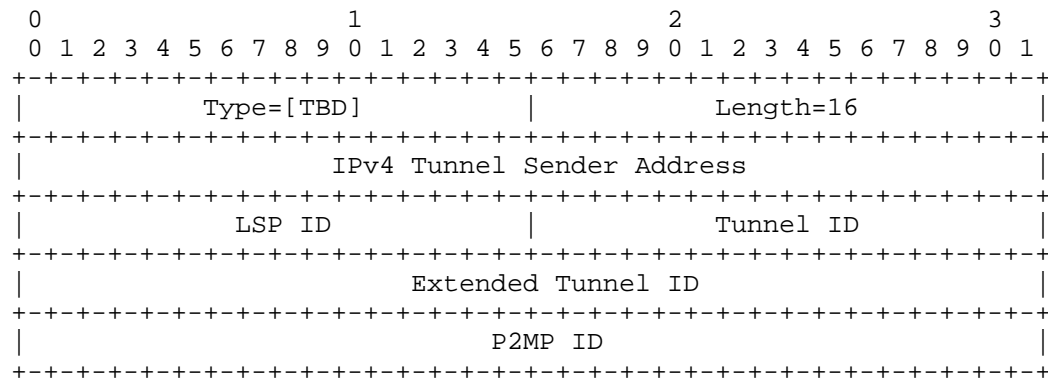 0                   1                   2                   3
 0 1 2 3 4 5 6 7 8 9 0 1 2 3 4 5 6 7 8 9 0 1 2 3 4 5 6 7 8 9 0 1
+-+-+-+-+-+-+-+-+-+-+-+-+-+-+-+-+-+-+-+-+-+-+-+-+-+-+-+-+-+-+-+-+
|           Type=[TBD]          |           Length=16           |
+-+-+-+-+-+-+-+-+-+-+-+-+-+-+-+-+-+-+-+-+-+-+-+-+-+-+-+-+-+-+-+-+
|                   IPv4 Tunnel Sender Address                  |
+-+-+-+-+-+-+-+-+-+-+-+-+-+-+-+-+-+-+-+-+-+-+-+-+-+-+-+-+-+-+-+-+
|             LSP ID            |           Tunnel ID           |
+-+-+-+-+-+-+-+-+-+-+-+-+-+-+-+-+-+-+-+-+-+-+-+-+-+-+-+-+-+-+-+-+
|                        Extended Tunnel ID                     |
+-+-+-+-+-+-+-+-+-+-+-+-+-+-+-+-+-+-+-+-+-+-+-+-+-+-+-+-+-+-+-+-+
|                             P2MP ID                           |
+-+-+-+-+-+-+-+-+-+-+-+-+-+-+-+-+-+-+-+-+-+-+-+-+-+-+-+-+-+-+-+-+